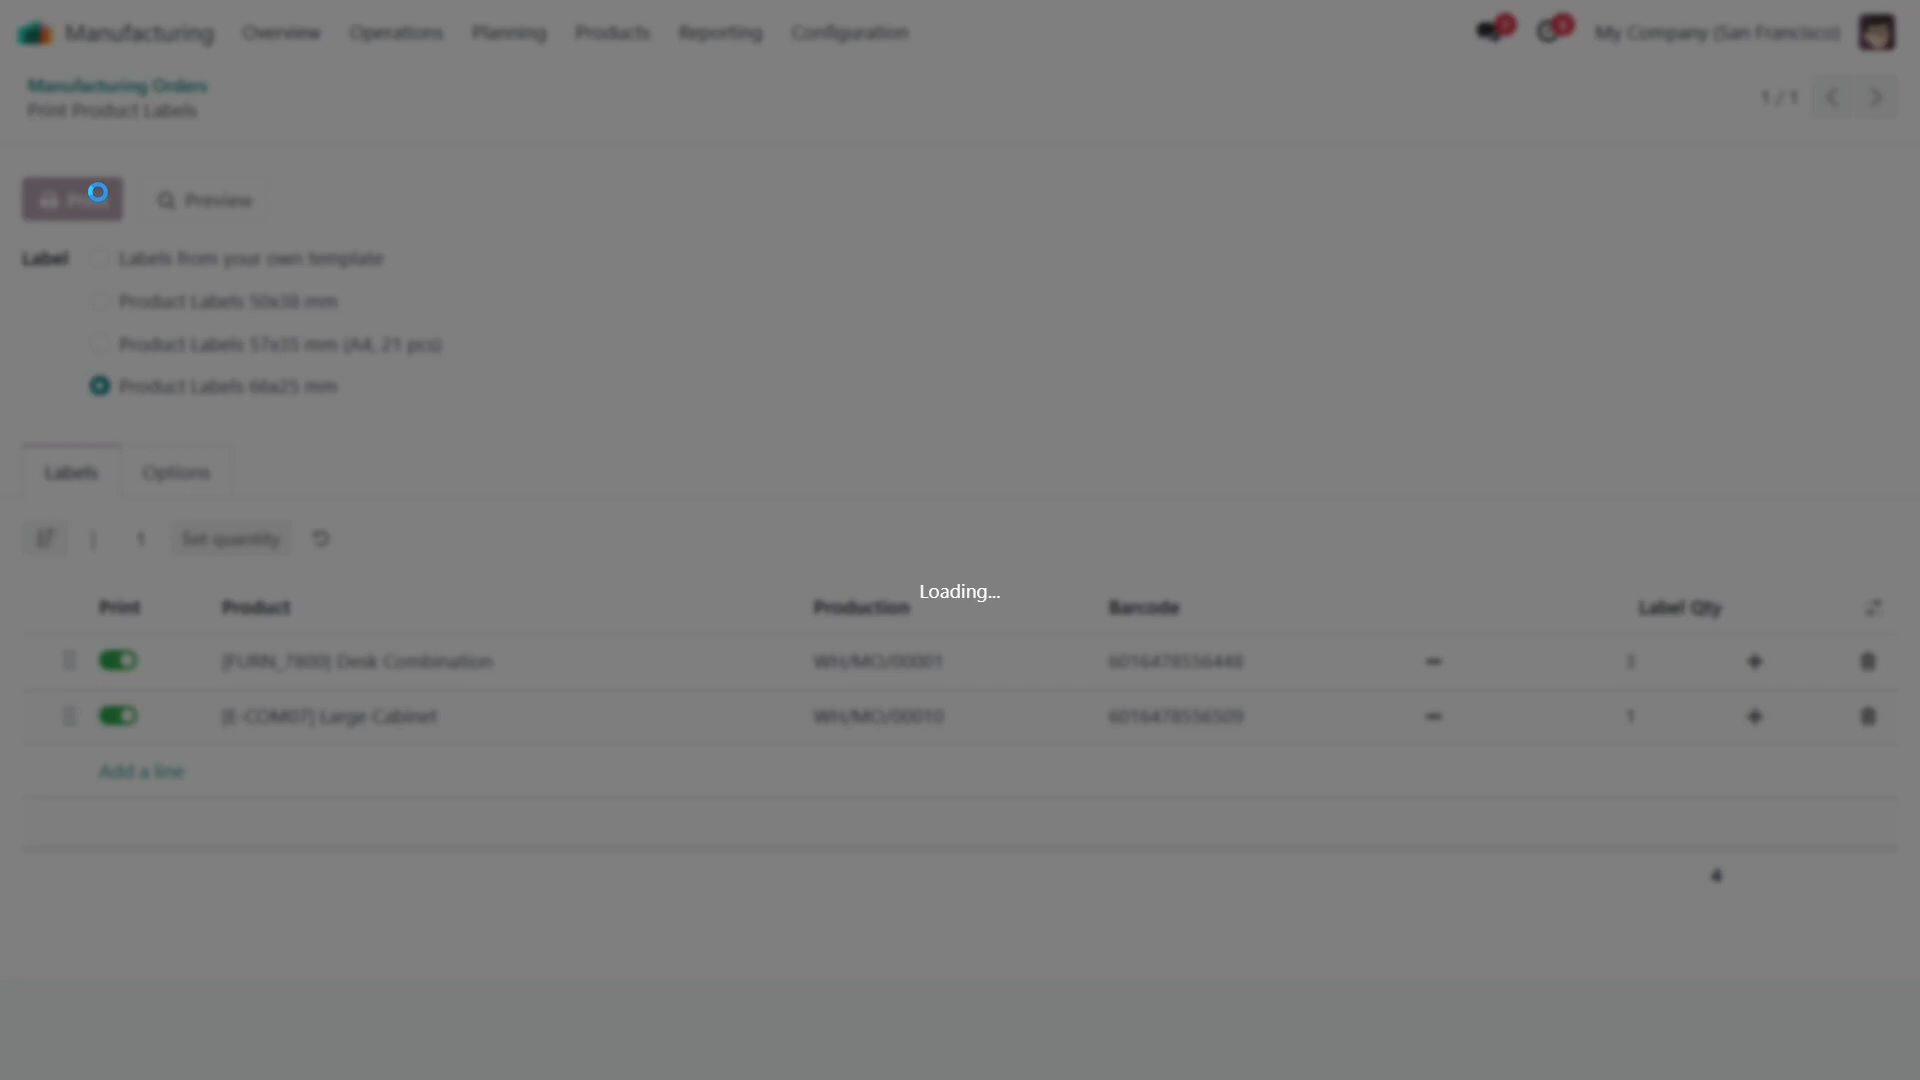 Manufacturing Overview Operations Planning Products Reporting Configuration My Company (San Francisco)
Manufacturing Orders
Print Product Labels
1 / 1
Print Preview
Label Labels from your own template
Product Labels 50x38 mm
Product Labels 57x35 mm (A4, 21 pcs)
Product Labels 66x25 mm
Labels Options
1 Set quantity
Loading...
Print Product Production Barcode Label Qty
[FURN_7800] Desk Combination WH/MO/00001 6016478556448 3
[E-COM07] Large Cabinet WH/MO/00010 6016478556509 1
Add a line
4